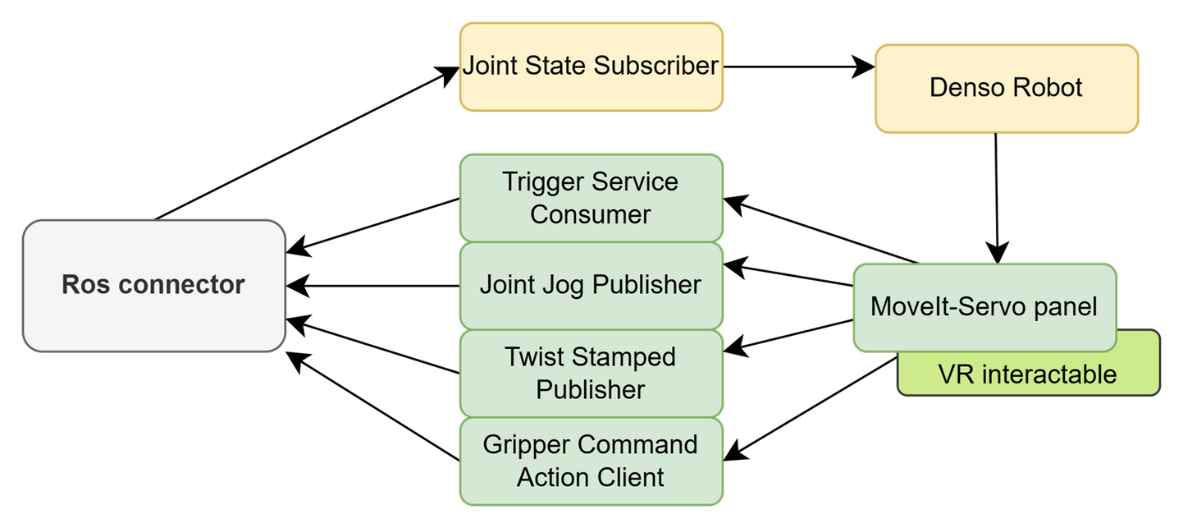 Joint State Subscriber
Denso Robot
Trigger Service
Consumer
Ros connector
Joint Jog Publisher
MoveIt-Servo panel
Twist Stamped
Publisher
VR interactable
Gripper Command
Action Client